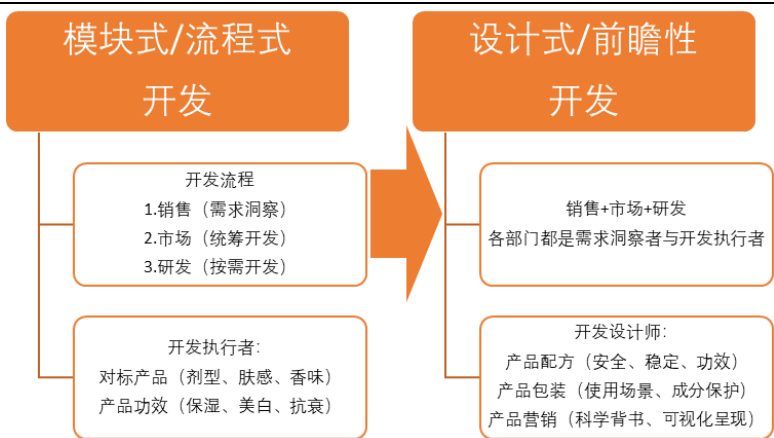 模块式/流程式
开发
开发流程
1.销售（需求洞察）
2.市场（统筹开发）
3.研发（按需开发）
开发执行者:
对标产品（剂型、肤感、香味）
产品功效（保湿、美白、抗衰）
设计式/前瞻性
开发
销售+市场+研发
各部门都是需求洞察者与开发执行者
开发设计师:
产品配方（安全、稳定、功效）
产品包装（使用场景、成分保护）
产品营销（科学背书、可视化呈现）